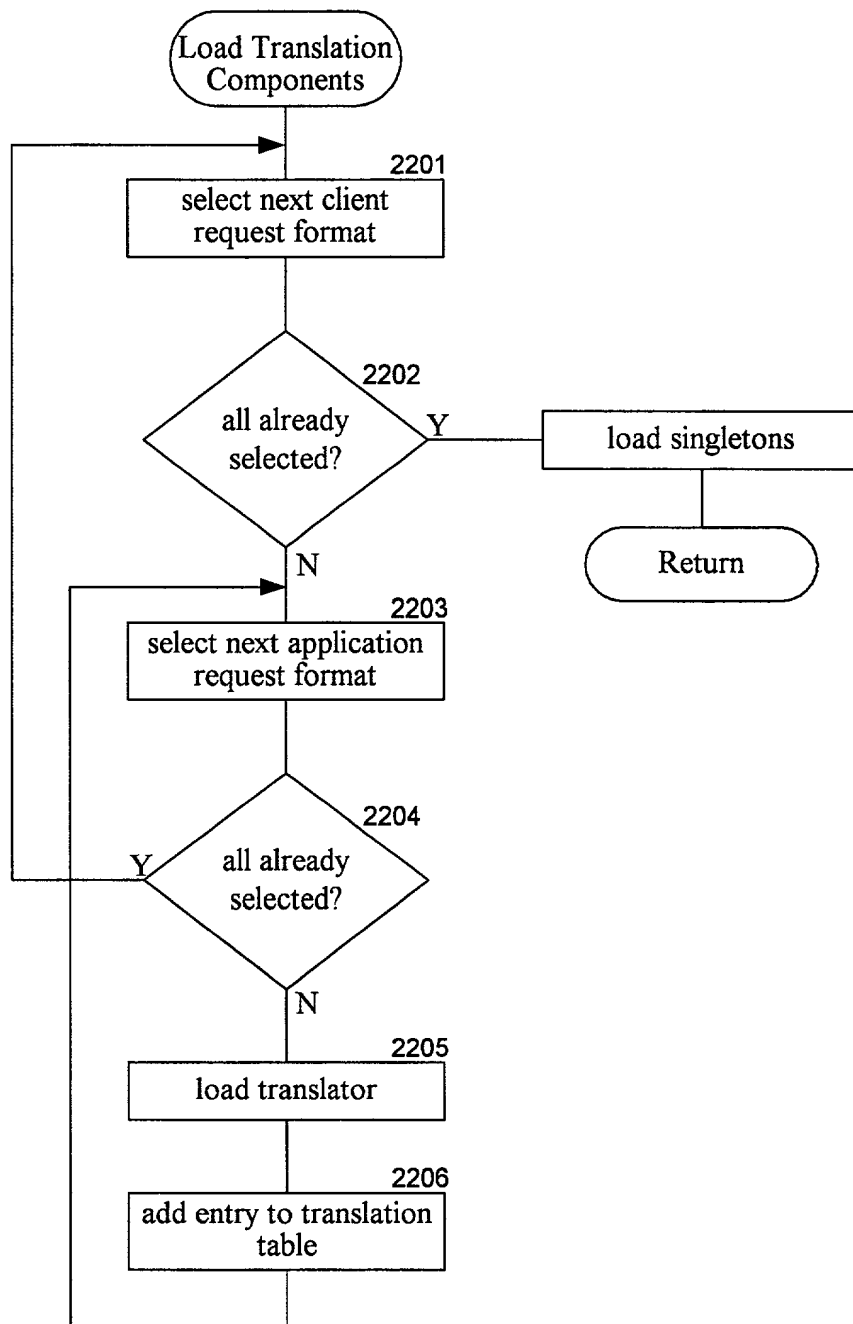 Load Translation
Components
2201
select next client
request format
2202
all already
selected?
Y
load singletons
Return
N
2203
select next application
request format
2204
Y
all already
selected?
N
2205
load translator
2206
add entry to translation
table